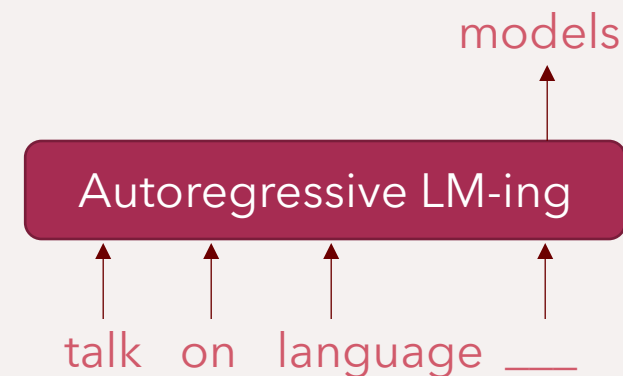 models
Autoregressive LM-ing
talk on language ___